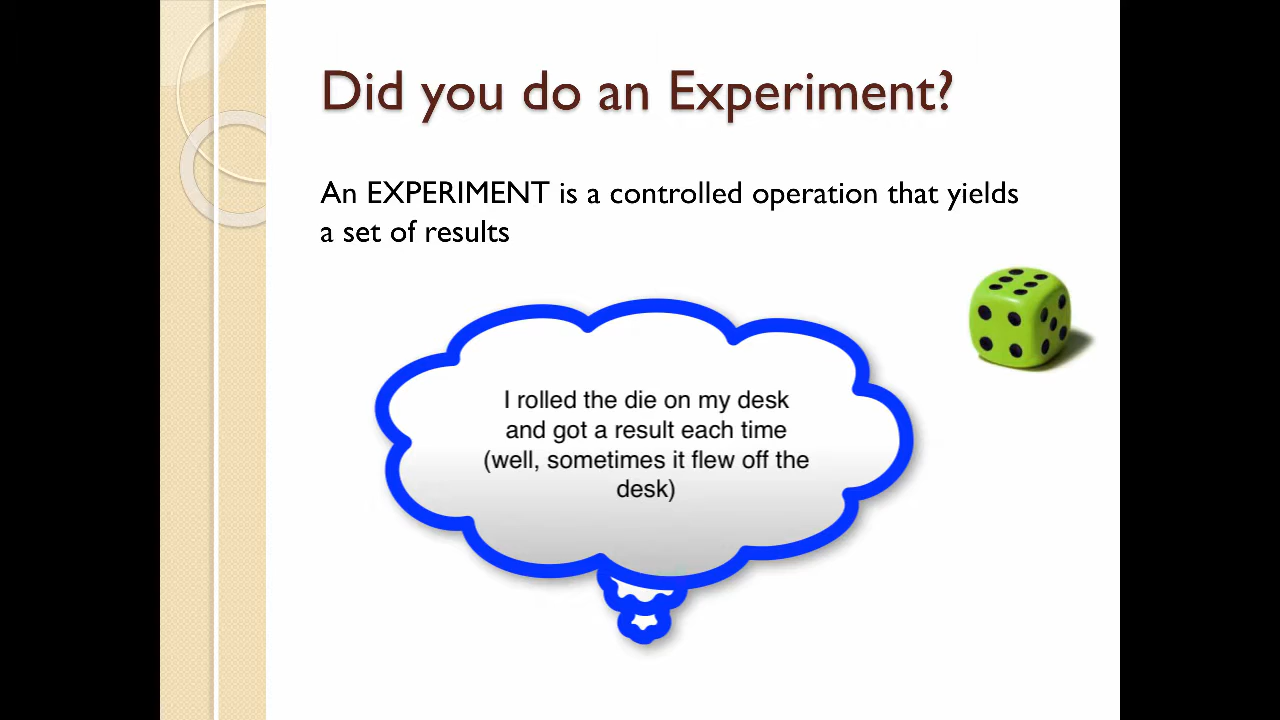 Did you do an Experiment?
An EXPERIMENT is a controlled operation that yields
a set of results
I rolled the die on my desk
and got a result each time
(well, sometimes it flew off the
desk)